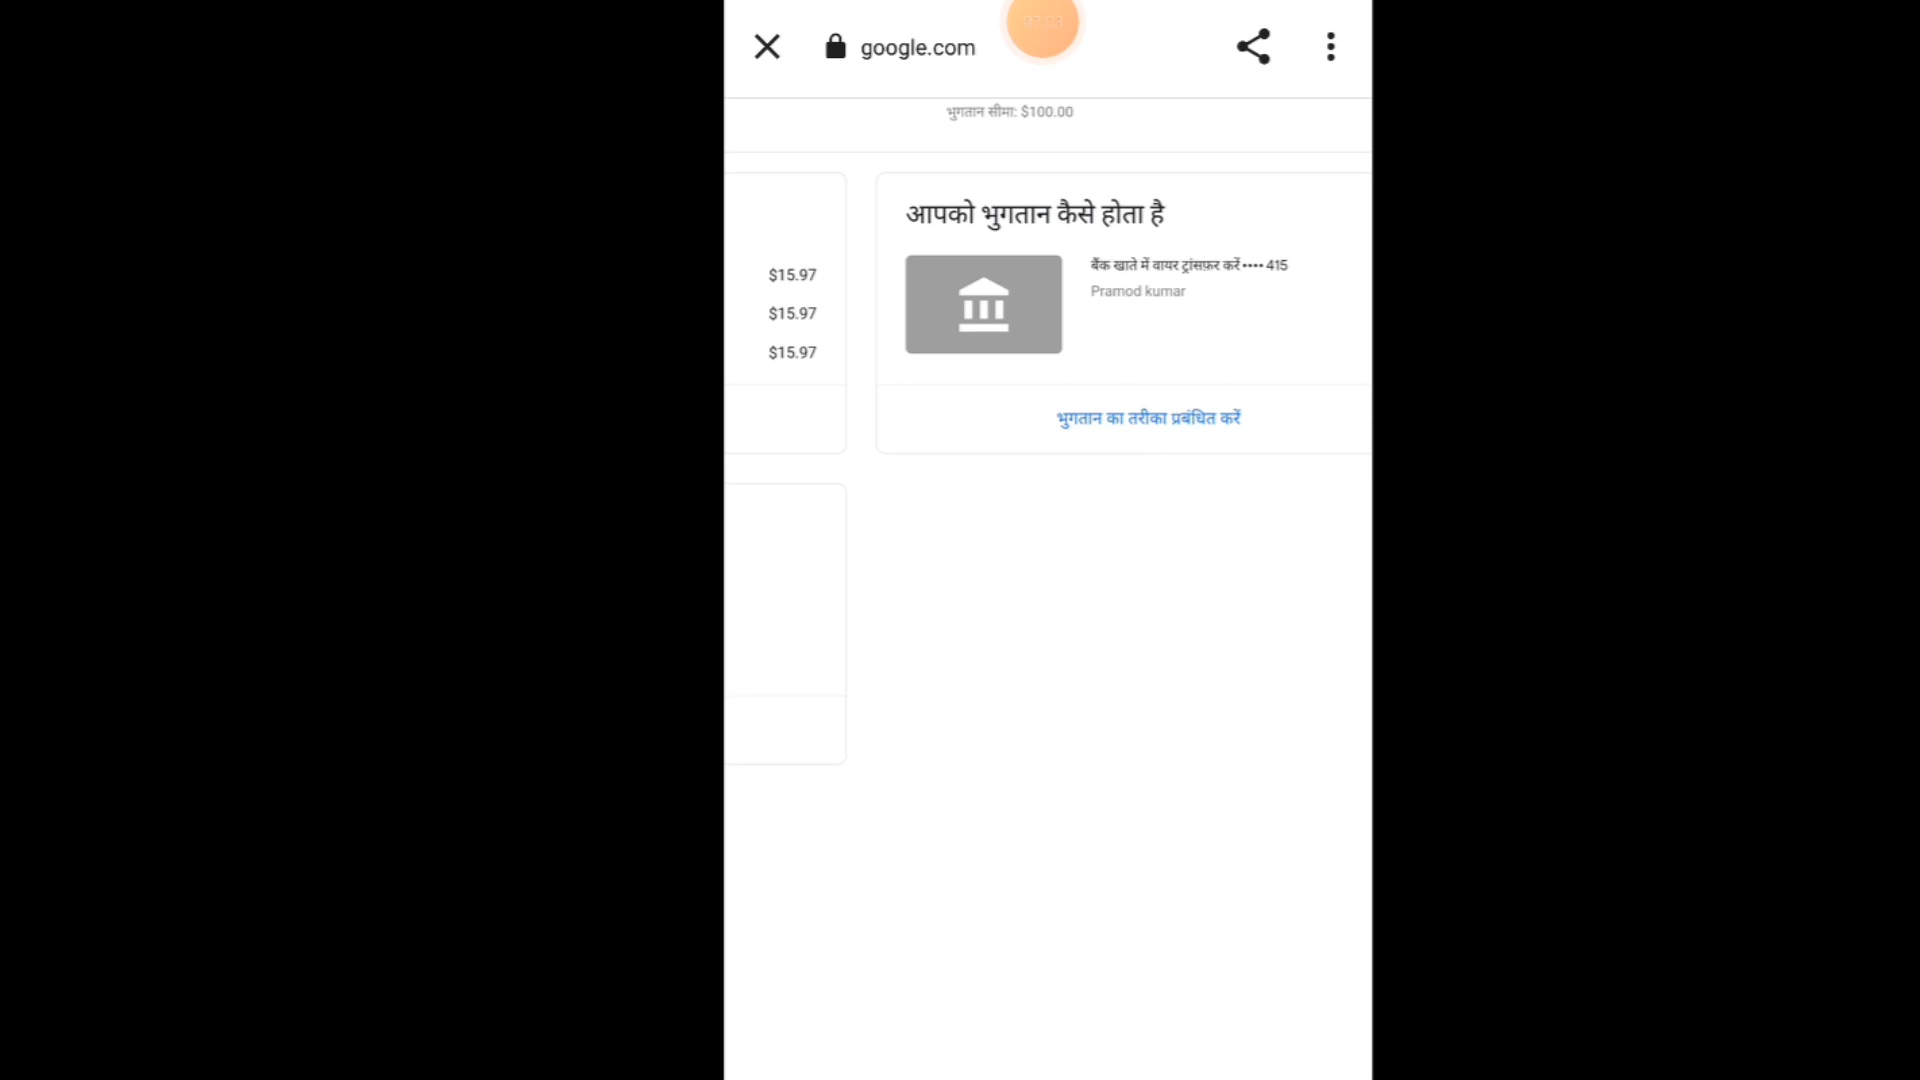 google.com
भुगतान सीमा: $100.00
आपको भुगतान कैसे होता है
$15.97
$15.97
$15.97
बैंक खाते में वायर ट्रांसफ़र करें •••• 415
Pramod kumar
भुगतान का तरीका प्रबंधित करें